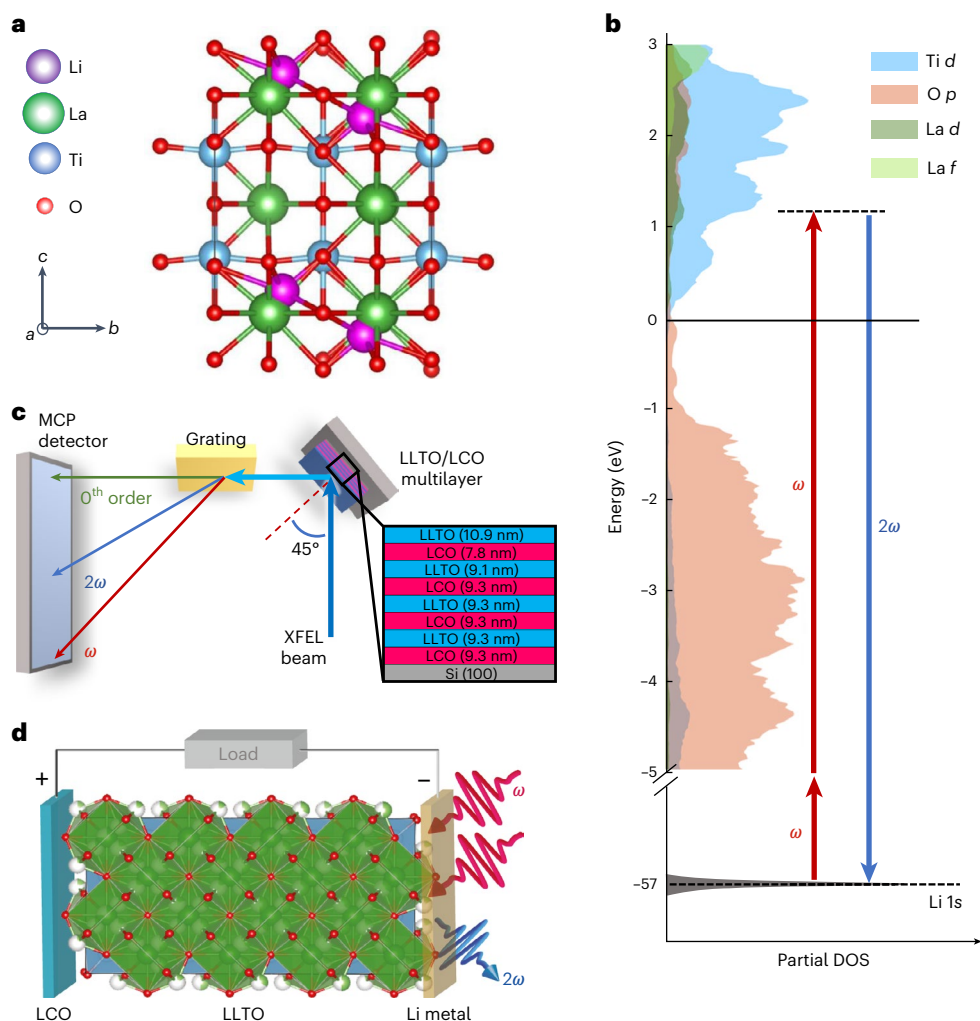 a
Li
La
Ti
O
c
a
b
b
3
2
1
0
−1
−2
−3
−4
−5
−57
Energy (eV)
Ti d
O p
La d
La f
ω
2ω
ω
Li 1s
Partial DOS
c
MCP
detector
Grating
LLTO/LCO
multilayer
0th order
45°
2ω
ω
XFEL
beam
LLTO (10.9 nm)
LCO (7.8 nm)
LLTO (9.1 nm)
LCO (9.3 nm)
LLTO (9.3 nm)
LCO (9.3 nm)
LLTO (9.3 nm)
LCO (9.3 nm)
Si (100)
d
Load
+
−
ω
2ω
LCO
LLTO
Li metal